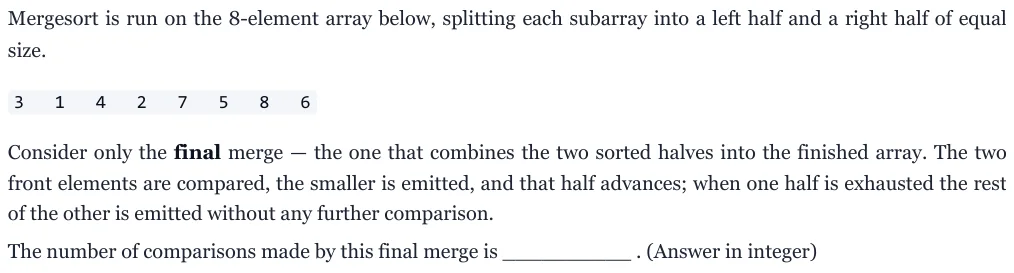 Mergesort is run on the 8-element array below, splitting each subarray into a left half and a right half of equal
size.
3 1 4 2 7 5 8 6
Consider only the final merge — the one that combines the two sorted halves into the finished array. The two
front elements are compared, the smaller is emitted, and that half advances; when one half is exhausted the rest
of the other is emitted without any further comparison.
The number of comparisons made by this final merge is ____________ . (Answer in integer)